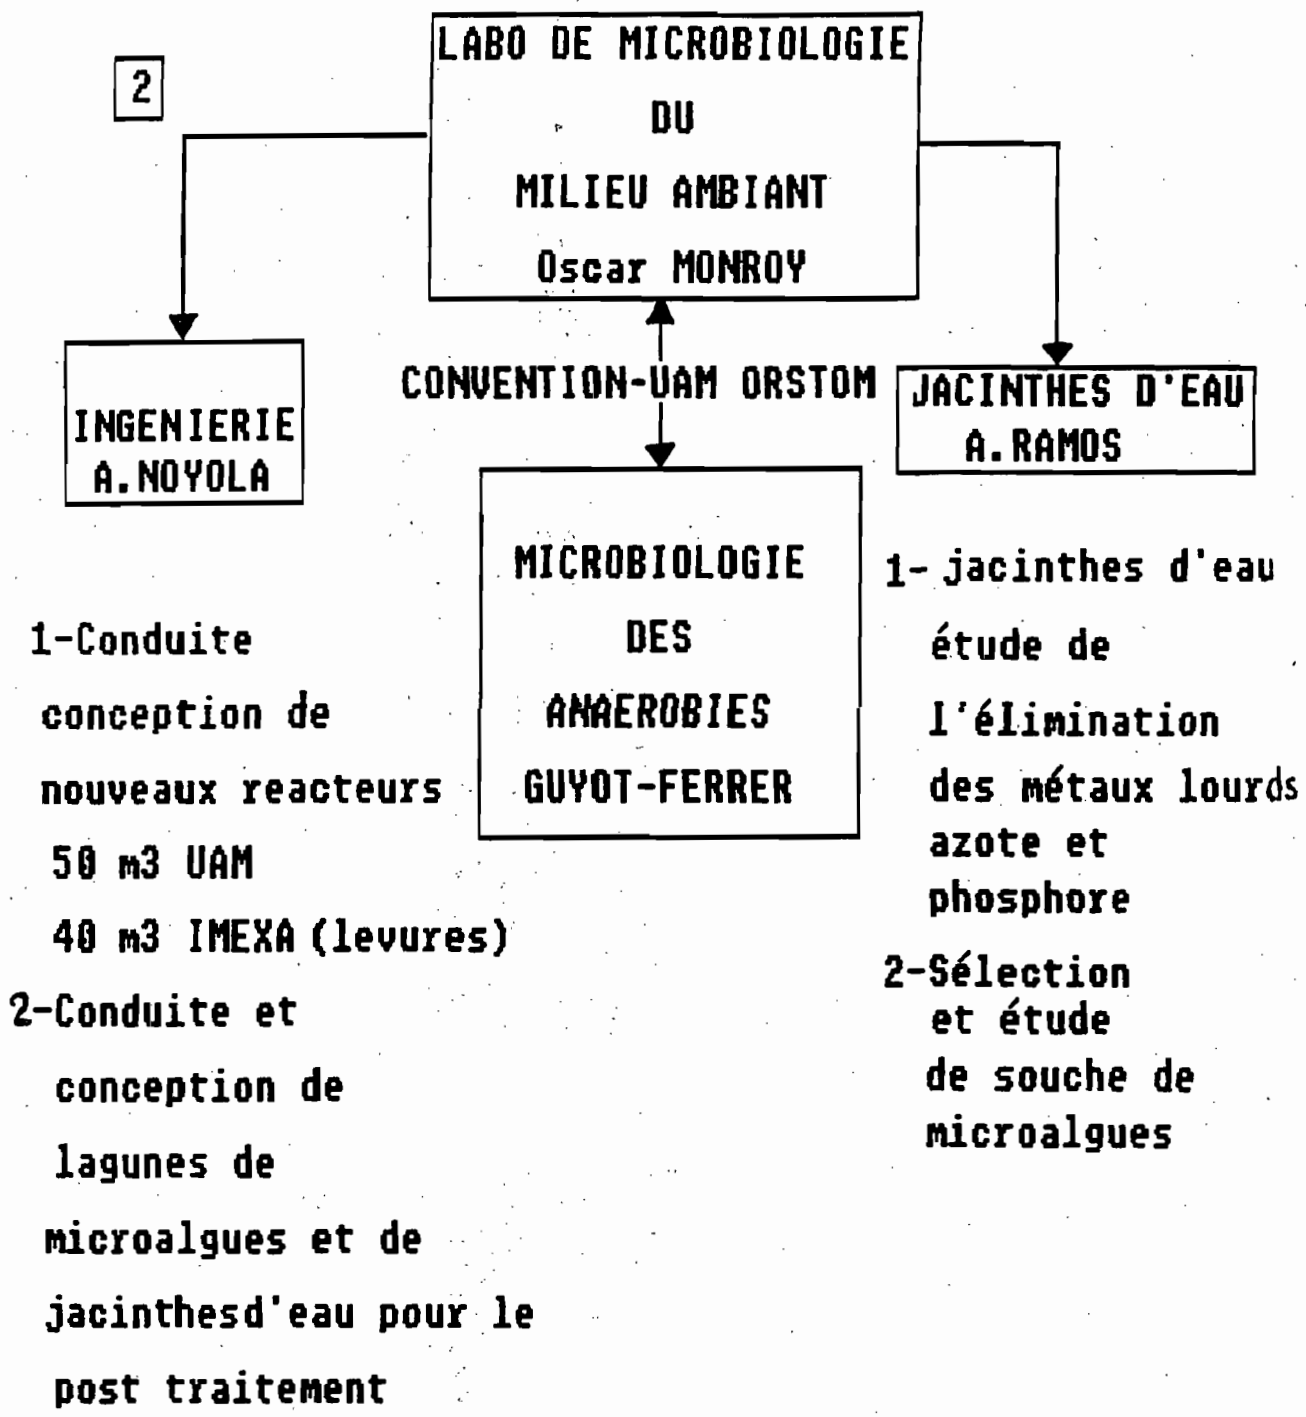 2
LABO DE MICROBIOLOGIE
DU
MILIEU AMBIANT
Oscar MONROY
CONVENTION-UAM ORSTOM
INGENIERIE
A.NOYOLA
1-Conduite
conception de
nouveaux reacteurs
50 m3 UAM
40 m3 IMEXA (levures)
2-Conduite et
conception de
lagunes de
microalgues et de
jacinthesd'eau pour le
post traitement
MICROBIOLOGIE
DES
ANAEROBIES
GUYOT-FERRER
JACINTHES D'EAU
A.RAMOS
1- jacinthes d'eau
étude de
l'élimination
des métaux lourds
azote et
phosphore
2-Sélection
et étude
de souche de
microalgues